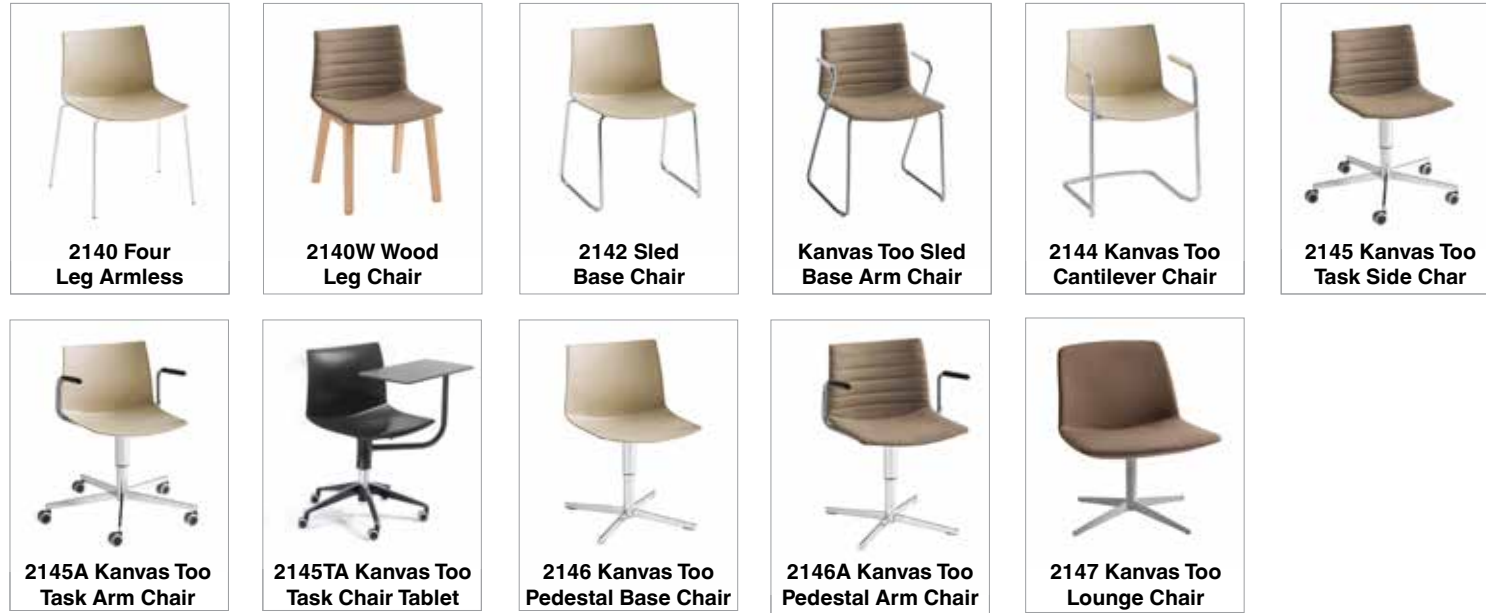 2140 Four
Leg Armless
2140W Wood
Leg Chair
2142 Sled
Base Chair
Kanvas Too Sled
Base Arm Chair
2144 Kanvas Too
Cantilever Chair
2145 Kanvas Too
Task Side Char
2145A Kanvas Too
Task Arm Chair
2145TA Kanvas Too
Task Chair Tablet
2146 Kanvas Too
Pedestal Base Chair
2146A Kanvas Too
Pedestal Arm Chair
2147 Kanvas Too
Lounge Chair